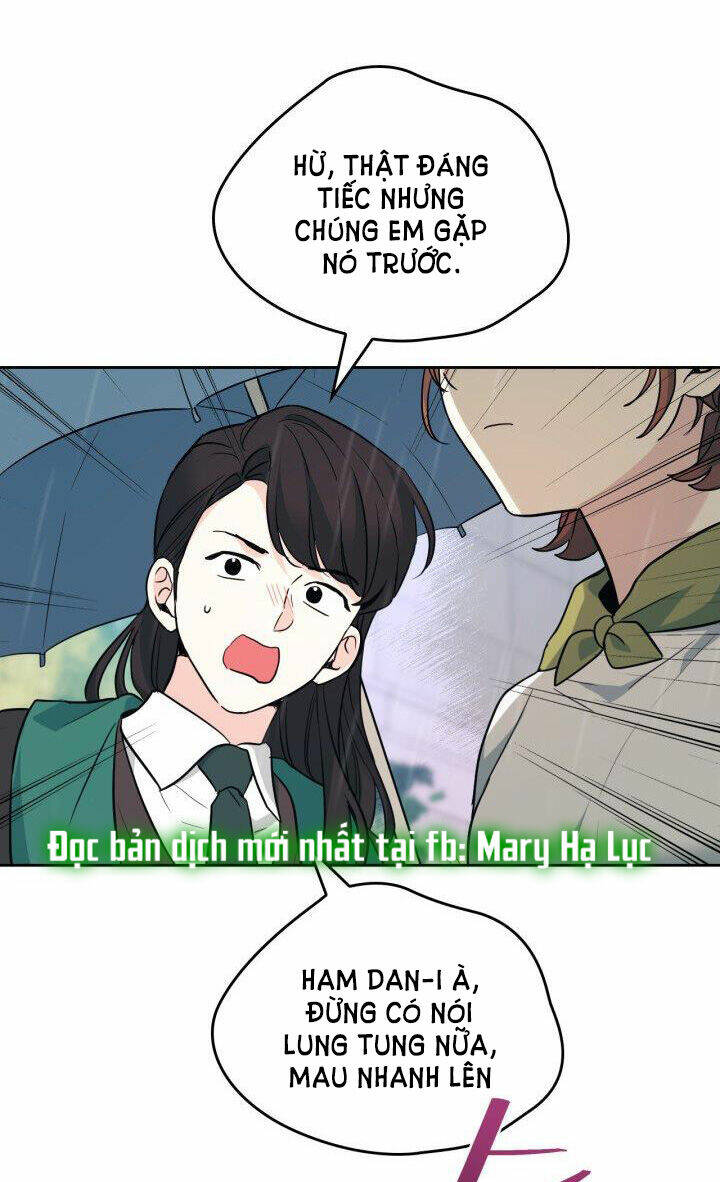 HỪ, THẬT ĐÁNG
TIẾC NHƯNG
CHÚNG EM GẶP
NÓ TRƯỚC.
Đọc bản dịch mới nhất tại fb: Mary Hạ Lục
HAM DAN-I À,
ĐỪNG CÓ NÓI
LUNG TUNG NỮA,
MAU NHANH LÊN